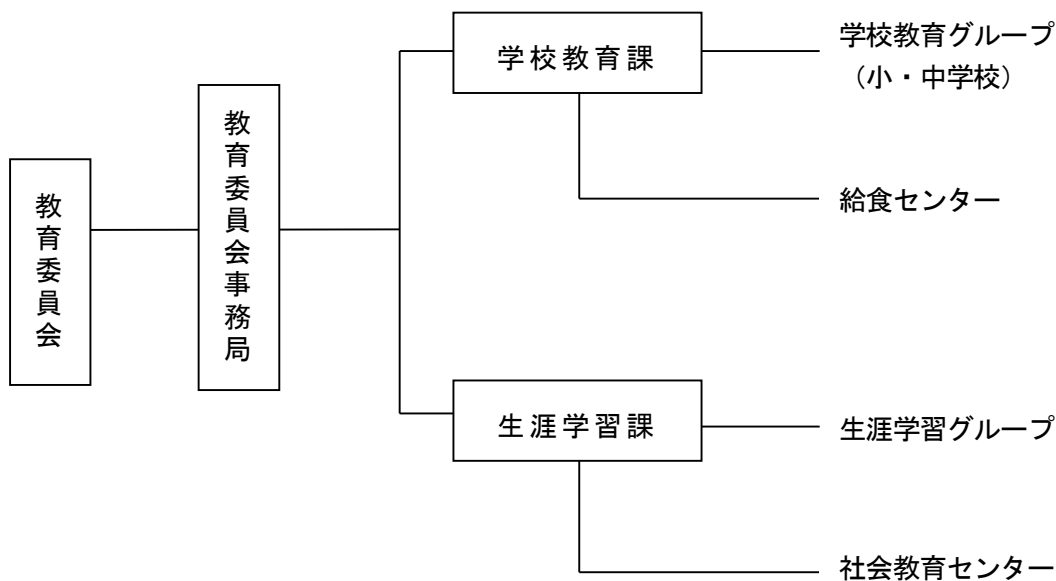 教育委員会
教育委員会事務局
学校教育課
学校教育グループ
（小・中学校）
給食センター
生涯学習課
生涯学習グループ
社会教育センター